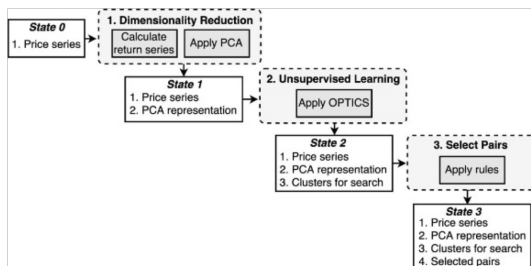 State 0
1. Price series
1. Dimensionality Reduction
Calculate
return series
Apply PCA
State 1
1. Price series
2. PCA representation
2. Unsupervised Learning
Apply OPTICS
State 2
1. Price series
2. PCA representation
3. Clusters for search
3. Select Pairs
Apply rules
State 3
1. Price series
2. PCA representation
3. Clusters for search
4. Selected pairs